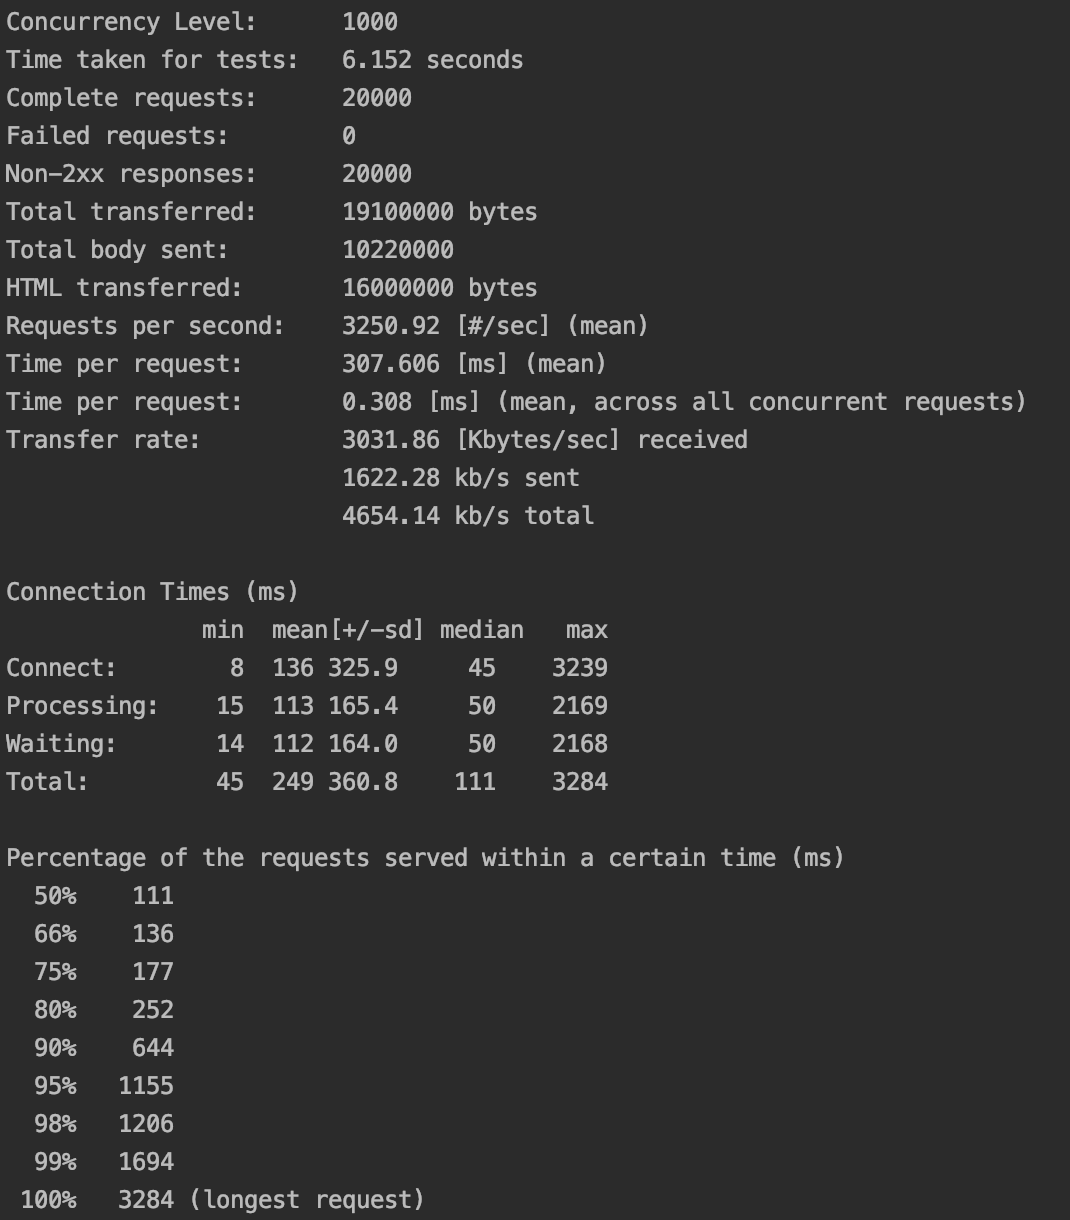 Concurrency Level:      1000
Time taken for tests:   6.152 seconds
Complete requests:      20000
Failed requests:        0
Non-2xx responses:      20000
Total transferred:      19100000 bytes
Total body sent:        10220000
HTML transferred:       16000000 bytes
Requests per second:    3250.92 [#/sec] (mean)
Time per request:       307.606 [ms] (mean)
Time per request:       0.308 [ms] (mean, across all concurrent requests)
Transfer rate:          3031.86 [Kbytes/sec] received
                        1622.28 kb/s sent
                        4654.14 kb/s total

Connection Times (ms)
              min  mean[+/-sd] median   max
Connect:        8  136 325.9     45    3239
Processing:    15  113 165.4     50    2169
Waiting:       14  112 164.0     50    2168
Total:         45  249 360.8    111    3284

Percentage of the requests served within a certain time (ms)
  50%    111
  66%    136
  75%    177
  80%    252
  90%    644
  95%   1155
  98%   1206
  99%   1694
 100%   3284 (longest request)